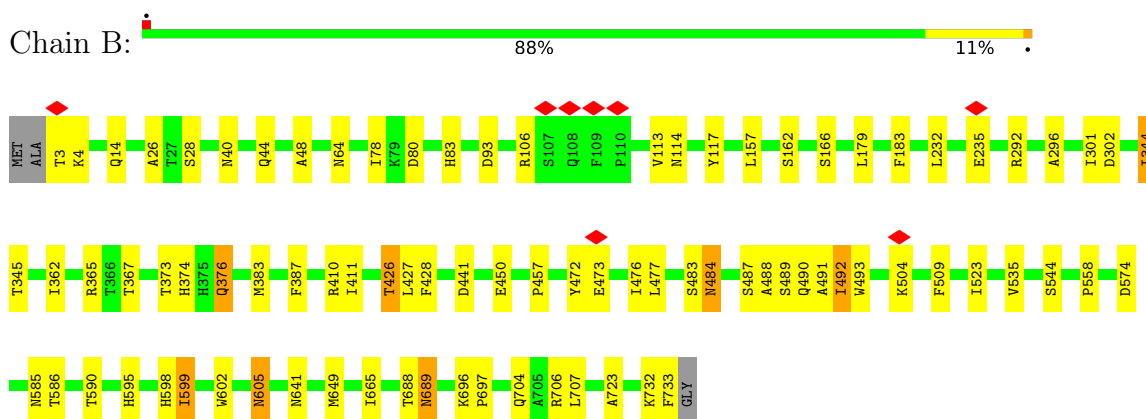 Chain B:
88%
11%
MET ALA T3 K4 Q14 A26 T27 S28 N40 Q44 A48 N64 I78 K79 D80 H83 D93 R106 S107 Q108 F109 P110 V113 N114 Y117 L157 S162 S166 L179 F183 L232 E235 R292 A296 I301 D302 I344
T345 I362 R365 T366 T367 T373 H374 H375 Q376 M383 F387 R410 I411 T426 L427 F428 D441 E450 P457 Y472 E473 I476 L477 S483 N484 S487 A488 S489 Q490 A491 I492 W493 K504 F509 I523 V535 S544 P558 D574
N585 T586 T590 H595 H598 I599 W602 N605 N641 M649 I665 T688 N689 K696 P697 Q704 A705 R706 L707 A723 K732 F733 GLY